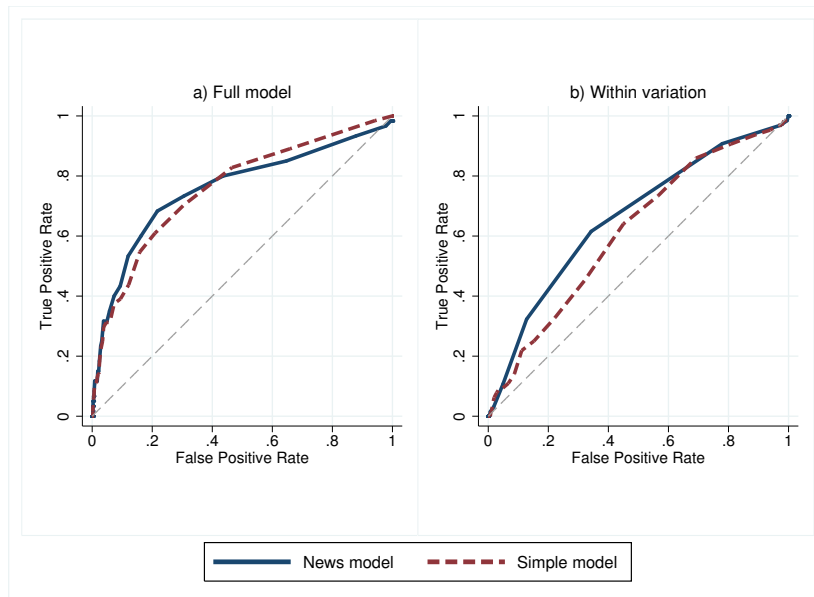 a) Full model
True Positive Rate
0 .2 .4 .6 .8 1
0 .2 .4 .6 .8 1
False Positive Rate
b) Within variation
True Positive Rate
0 .2 .4 .6 .8 1
0 .2 .4 .6 .8 1
False Positive Rate
News model
Simple model